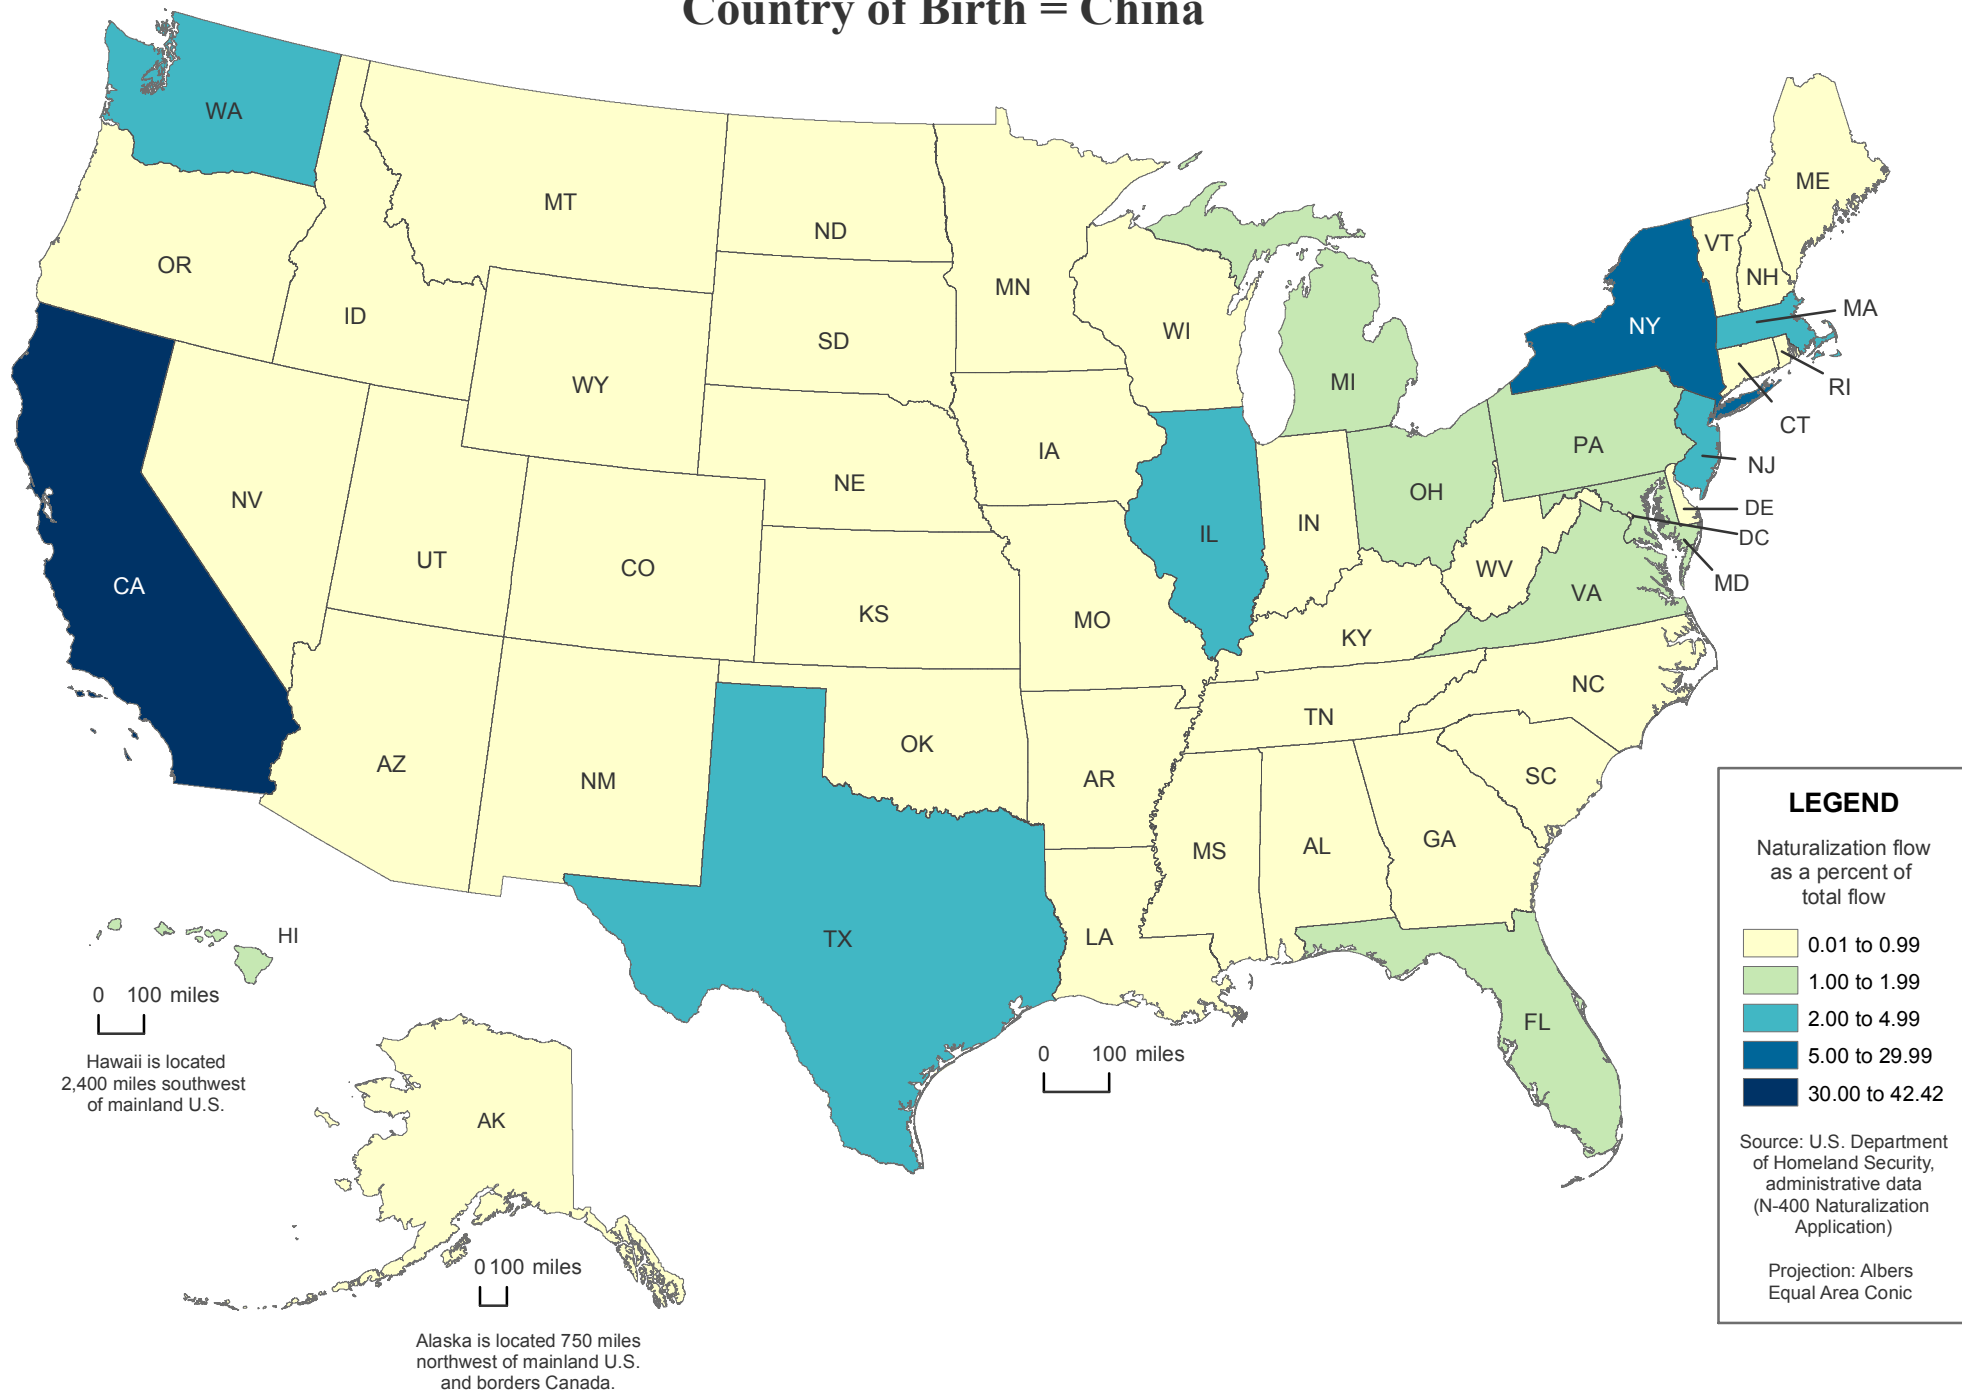 Country of Birth = China
WA
MT
ND
MN
ME
VT
NH
OR
ID
WY
SD
WI
MI
NY
MA
RI
CT
NV
UT
CO
NE
IA
IL
IN
OH
PA
NJ
DE
DC
MD
CA
KS
MO
KY
WV
VA
AZ
NM
OK
AR
TN
NC
SC
TX
LA
MS
AL
GA
FL
HI
0 100 miles
Hawaii is located
2,400 miles southwest
of mainland U.S.
AK
0 100 miles
Alaska is located 750 miles
northwest of mainland U.S.
and borders Canada.
0 100 miles
LEGEND
Naturalization flow
as a percent of
total flow
0.01 to 0.99
1.00 to 1.99
2.00 to 4.99
5.00 to 29.99
30.00 to 42.42
Source: U.S. Department
of Homeland Security,
administrative data
(N-400 Naturalization
Application)
Projection: Albers
Equal Area Conic